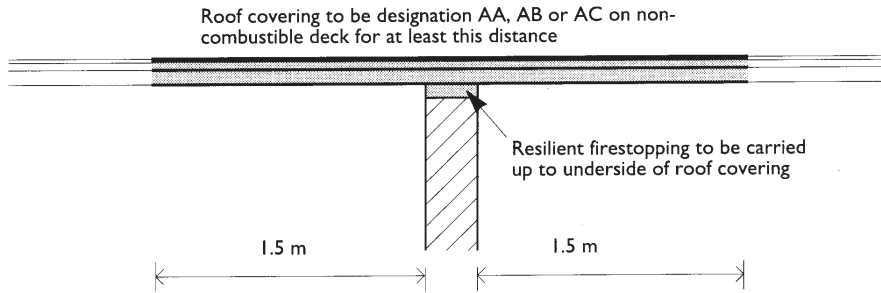 Roof covering to be designation AA, AB or AC on non-
combustible deck for at least this distance
Resilient firestopping to be carried
up to underside of roof covering
1.5 m
1.5 m